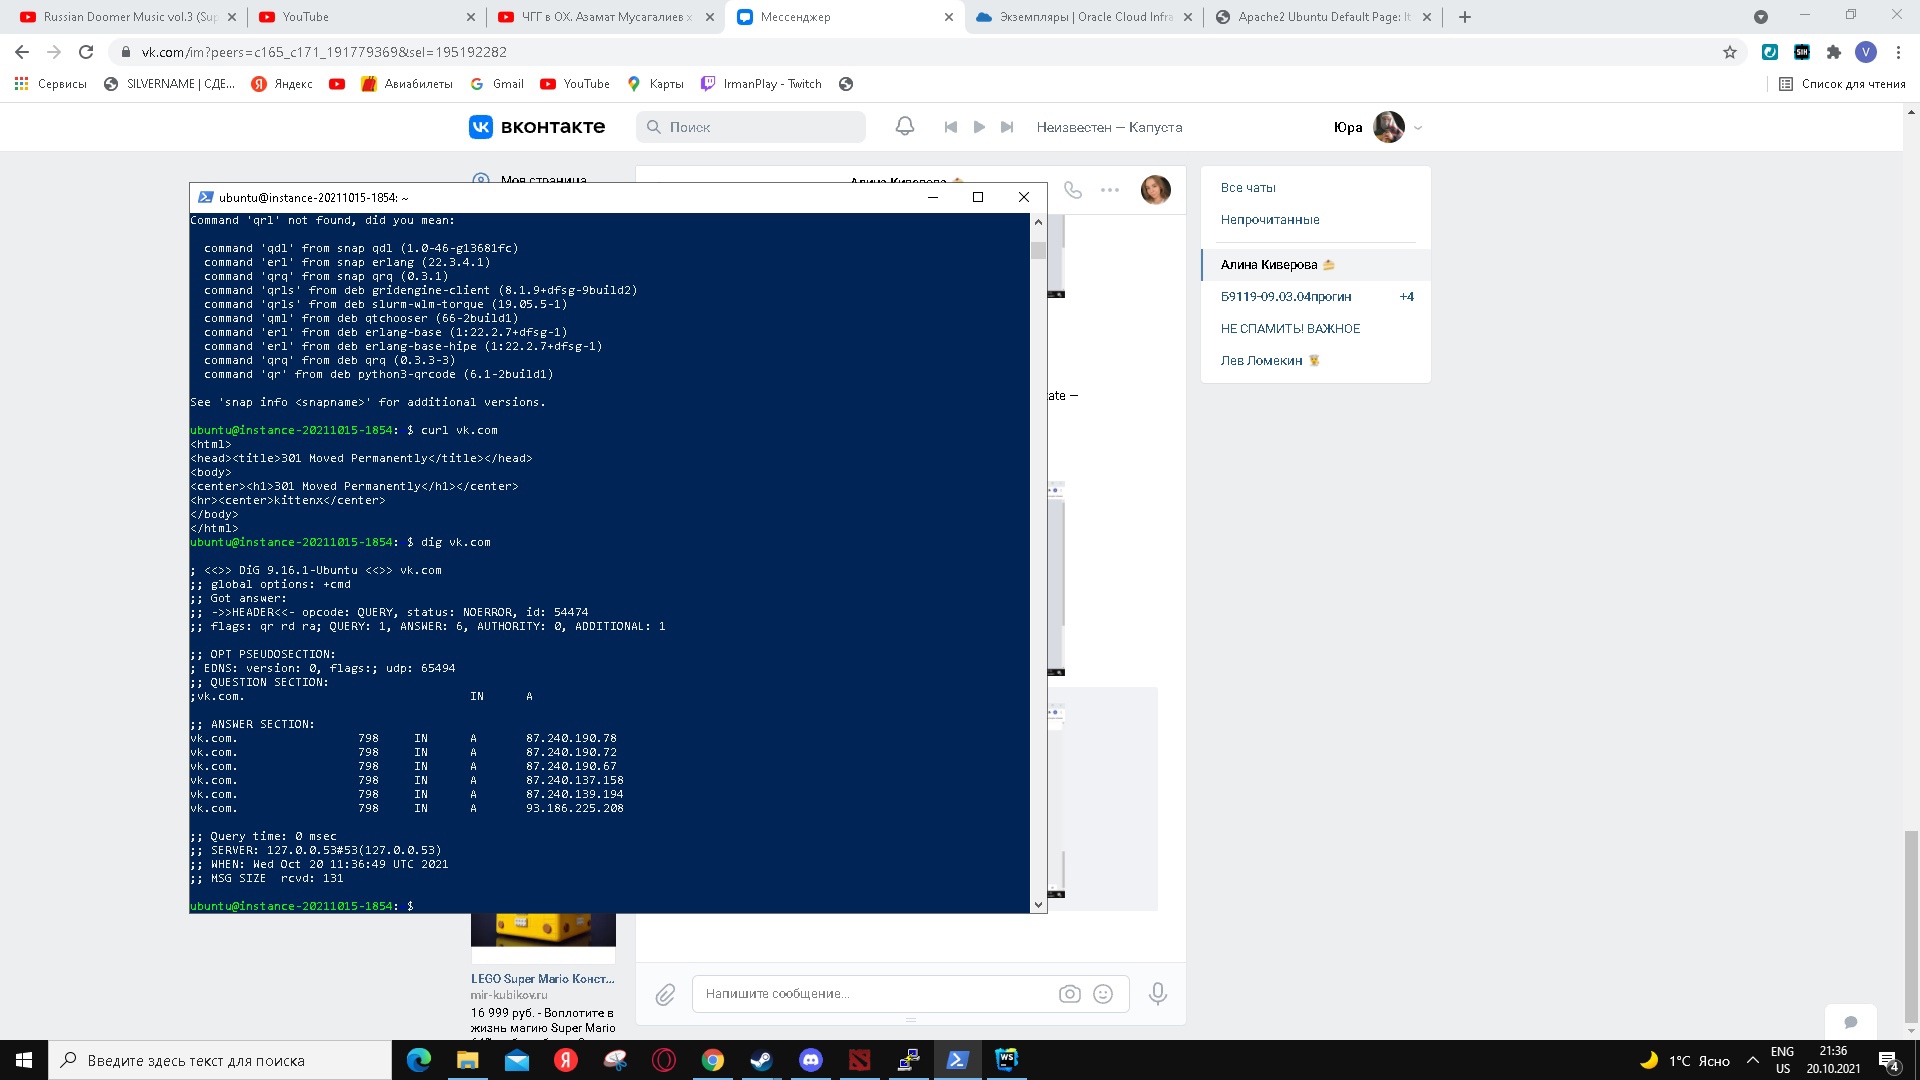 Russian Doomer Music vol.3 (Sup
YouTube
ЧГГ в ОХ. Азамат Мусагалиев х
Мессенджер
Экземпляры | Oracle Cloud Infra
Apache2 Ubuntu Default Page: It
vk.com/im?peers=c165_c171_191779369&sel=195192282
Сервисы
SILVERNAME | СДЕ...
Яндекс
Авиабилеты
Gmail
YouTube
Карты
IrmanPlay - Twitch
Список для чтения
ВКОНТАКТЕ
Поиск
Неизвестен — Капуста
Юра
Моя страница
Алина Киверова
ubuntu@instance-20211015-1854: ~
Command 'qrl' not found, did you mean:
command 'qdl' from snap qdl (1.0-46-g13681fc)
command 'erl' from snap erlang (22.3.4.1)
command 'qrq' from snap qrq (0.3.1)
command 'qrls' from deb gridengine-client (8.1.9+dfsg-9build2)
command 'qrls' from deb slurm-wlm-torque (19.05.5-1)
command 'qml' from deb qtchooser (66-2build1)
command 'erl' from deb erlang-base (1:22.2.7+dfsg-1)
command 'erl' from deb erlang-base-hipe (1:22.2.7+dfsg-1)
command 'qrq' from deb qrq (0.3.3-3)
command 'qr' from deb python3-qrcode (6.1-2build1)
See 'snap info <snapname>' for additional versions.
ubuntu@instance-20211015-1854: $ curl vk.com
<html>
<head><title>301 Moved Permanently</title></head>
<body>
<center><h1>301 Moved Permanently</h1></center>
<hr><center>kittenx</center>
</body>
</html>
ubuntu@instance-20211015-1854: $ dig vk.com
; <<>> DiG 9.16.1-Ubuntu <<>> vk.com
;; global options: +cmd
;; Got answer:
;; ->>HEADER<<- opcode: QUERY, status: NOERROR, id: 54474
;; flags: qr rd ra; QUERY: 1, ANSWER: 6, AUTHORITY: 0, ADDITIONAL: 1
;; OPT PSEUDOSECTION:
; EDNS: version: 0, flags:; udp: 65494
;; QUESTION SECTION:
;vk.com. IN A
;; ANSWER SECTION:
vk.com. 798 IN A 87.240.190.78
vk.com. 798 IN A 87.240.190.72
vk.com. 798 IN A 87.240.190.67
vk.com. 798 IN A 87.240.137.158
vk.com. 798 IN A 87.240.139.194
vk.com. 798 IN A 93.186.225.208
;; Query time: 0 msec
;; SERVER: 127.0.0.53#53(127.0.0.53)
;; WHEN: Wed Oct 20 11:36:49 UTC 2021
;; MSG SIZE rcvd: 131
ubuntu@instance-20211015-1854: $
ate —
Все чаты
Непрочитанные
Алина Киверова
Б9119-09.03.04прогин +4
НЕ СПАМИТЬ! ВАЖНОЕ
Лев Ломекин
LEGO Super Mario Конст...
mir-kubikov.ru
16 999 руб. - Воплотите в
жизнь магию Super Mario
Напишите сообщение...
Введите здесь текст для поиска
1°C Ясно
ENG
US
21:36
20.10.2021
4